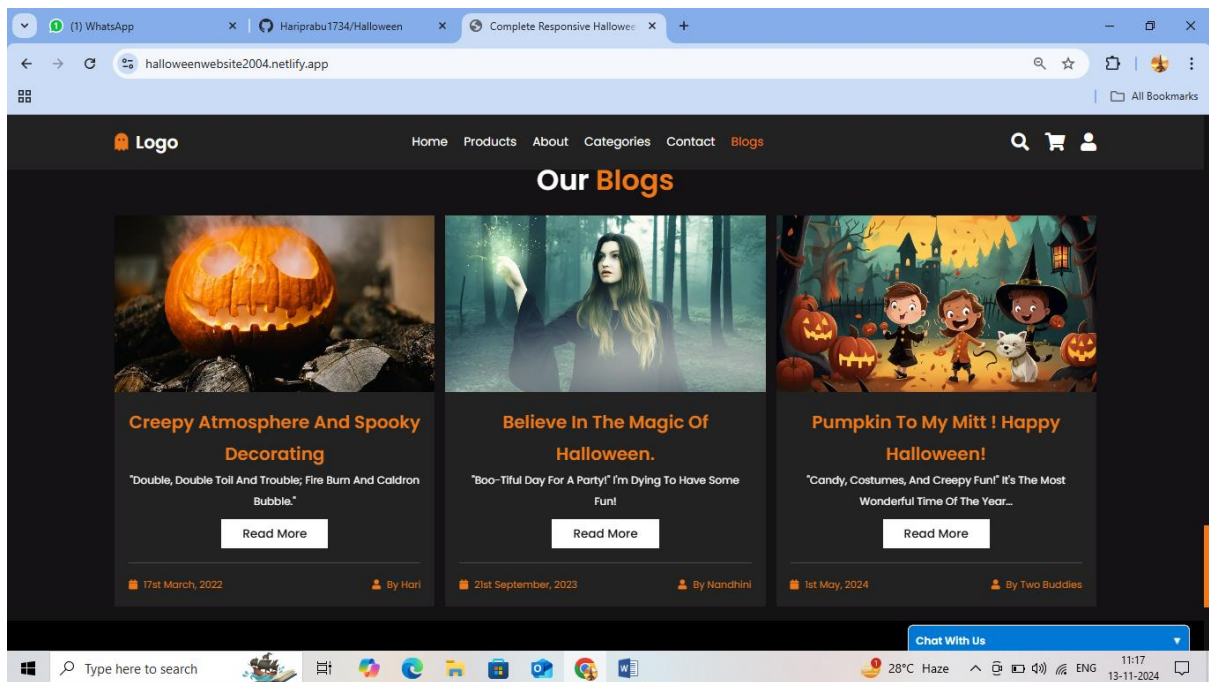 (1) WhatsApp
Hariprabu1734/Halloween
Complete Responsive Hallowee
halloweenwebsite2004.netlify.app
All Bookmarks
Logo
Home Products About Categories Contact Blogs
Our Blogs
Creepy Atmosphere And Spooky
Decorating
"Double, Double Toil And Trouble; Fire Burn And Caldron
Bubble."
Read More
17st March, 2022
By Hari
Believe In The Magic Of
Halloween.
"Boo-Tiful Day For A Party!" I'm Dying To Have Some
Fun!
Read More
21st September, 2023
By Nandhini
Pumpkin To My Mitt ! Happy
Halloween!
"Candy, Costumes, And Creepy Fun!" It's The Most
Wonderful Time Of The Year...
Read More
1st May, 2024
By Two Buddies
Chat With Us
Type here to search
28°C Haze
ENG
11:17
13-11-2024